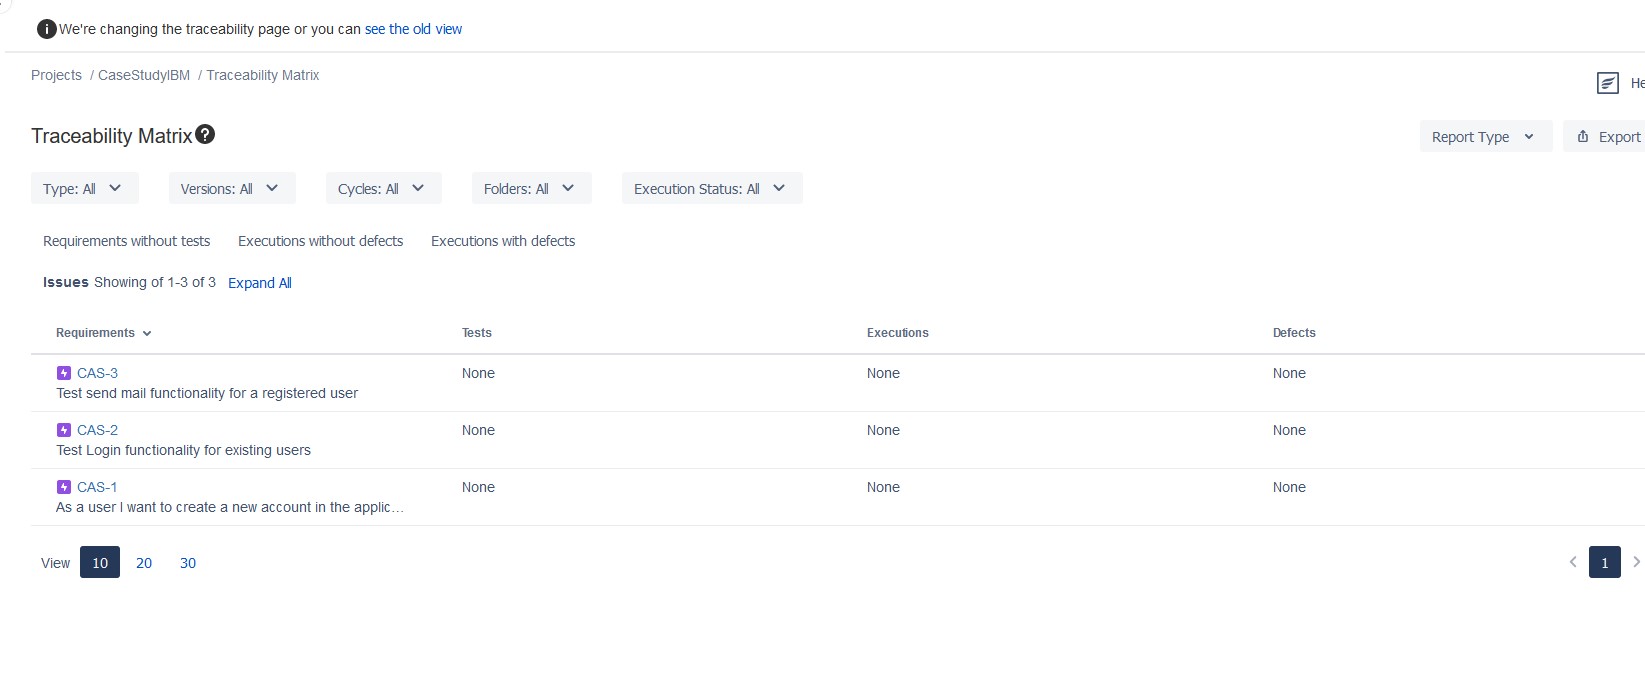 We're changing the traceability page or you can see the old view
Projects / CaseStudyIBM / Traceability Matrix
He
Traceability Matrix
Report Type Export
Type: All Versions: All Cycles: All Folders: All Execution Status: All
Requirements without tests Executions without defects Executions with defects
Issues Showing of 1-3 of 3 Expand All
Requirements Tests Executions Defects
CAS-3 None None None
Test send mail functionality for a registered user
CAS-2 None None None
Test Login functionality for existing users
CAS-1 None None None
As a user I want to create a new account in the applic...
View 10 20 30 1